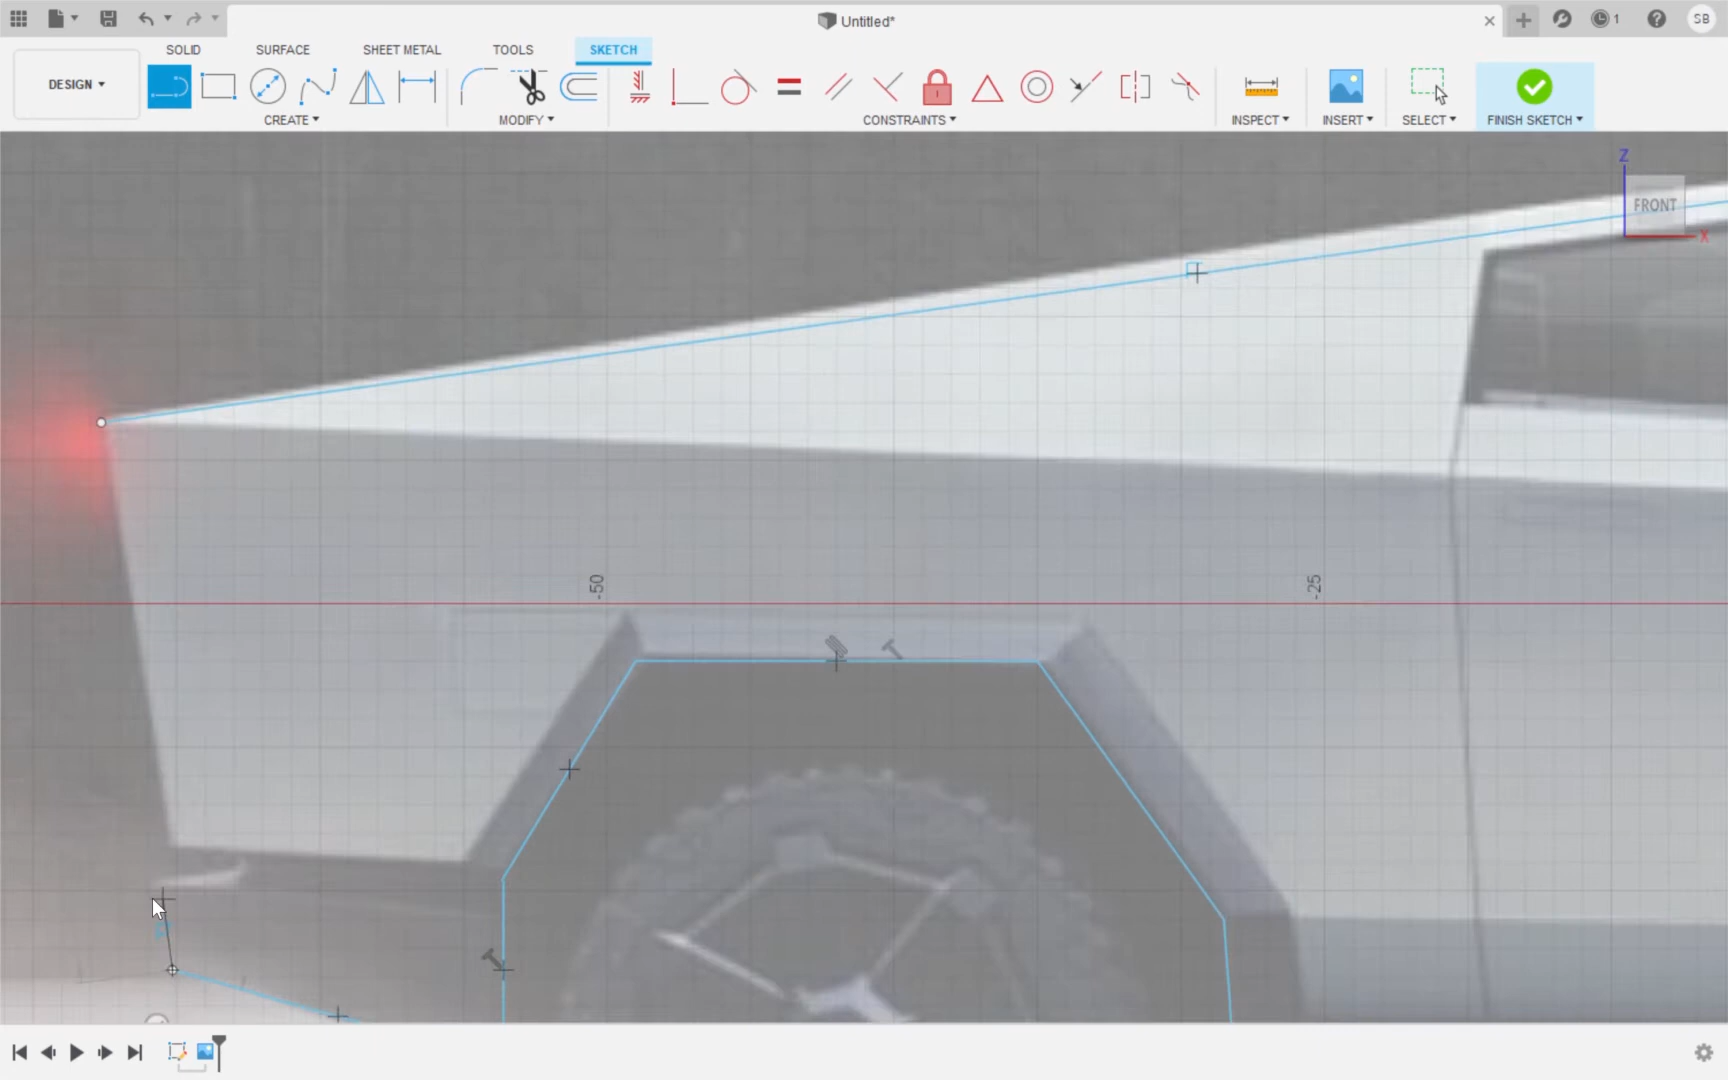 Untitled*
1
SB
DESIGN
SOLID
SURFACE
SHEET METAL
TOOLS
SKETCH
CREATE
MODIFY
CONSTRAINTS
INSPECT
INSERT
SELECT
FINISH SKETCH
Z
FRONT
X
-50
-25